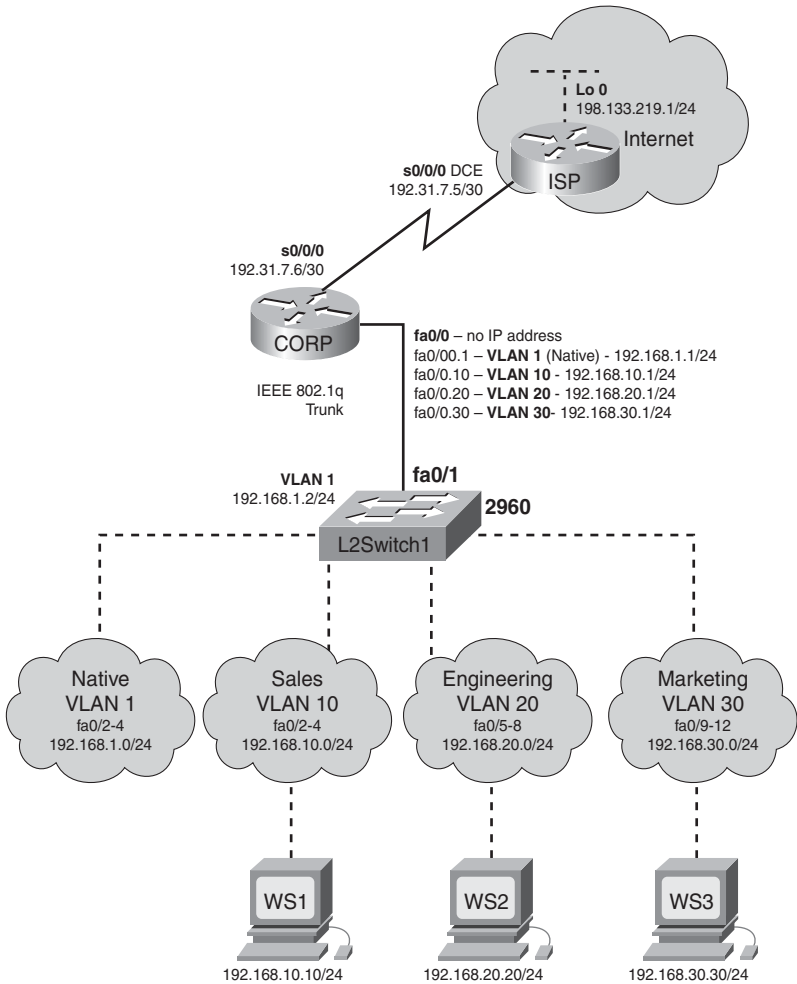 Lo 0
198.133.219.1/24
Internet
ISP
s0/0/0 DCE
192.31.7.5/30
s0/0/0
192.31.7.6/30
CORP
fa0/0 – no IP address
fa0/00.1 – VLAN 1 (Native) - 192.168.1.1/24
fa0/0.10 – VLAN 10 - 192.168.10.1/24
fa0/0.20 – VLAN 20 - 192.168.20.1/24
fa0/0.30 – VLAN 30- 192.168.30.1/24
IEEE 802.1q
Trunk
VLAN 1
192.168.1.2/24
fa0/1
2960
L2Switch1
Native
VLAN 1
fa0/2-4
192.168.1.0/24
Sales
VLAN 10
fa0/2-4
192.168.10.0/24
Engineering
VLAN 20
fa0/5-8
192.168.20.0/24
Marketing
VLAN 30
fa0/9-12
192.168.30.0/24
WS1
192.168.10.10/24
WS2
192.168.20.20/24
WS3
192.168.30.30/24